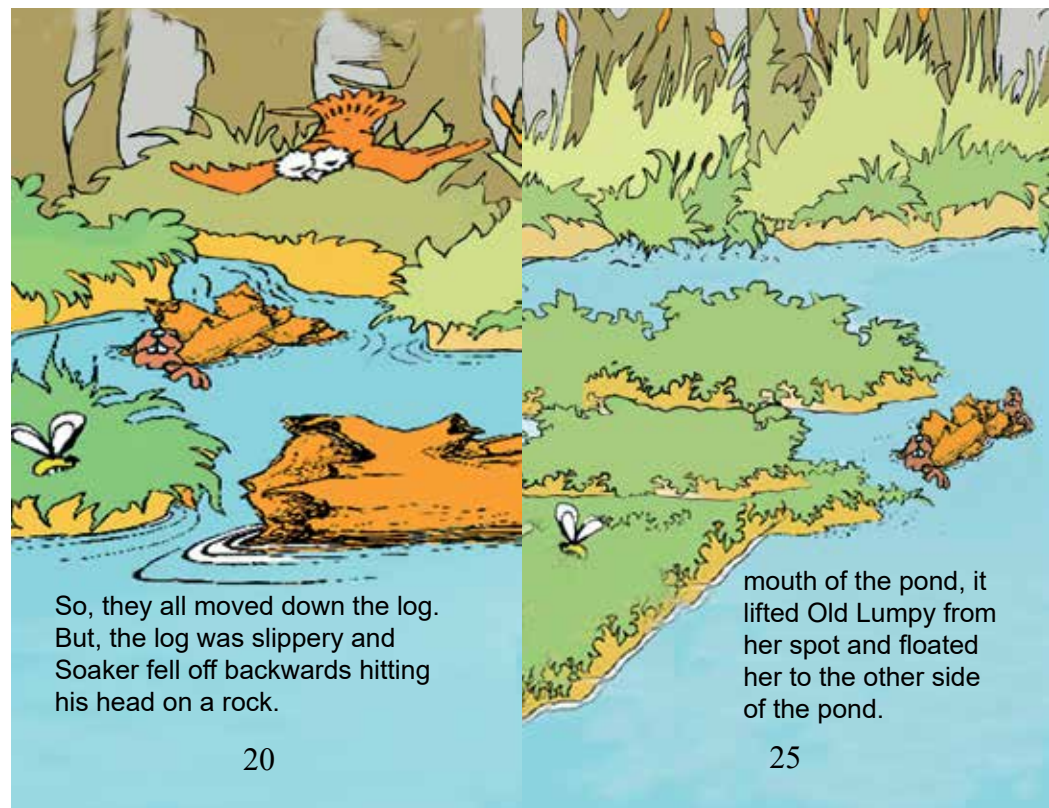 So, they all moved down the log.
But, the log was slippery and
Soaker fell off backwards hitting
his head on a rock.
20
mouth of the pond, it
lifted Old Lumpy from
her spot and floated
her to the other side
of the pond.
25